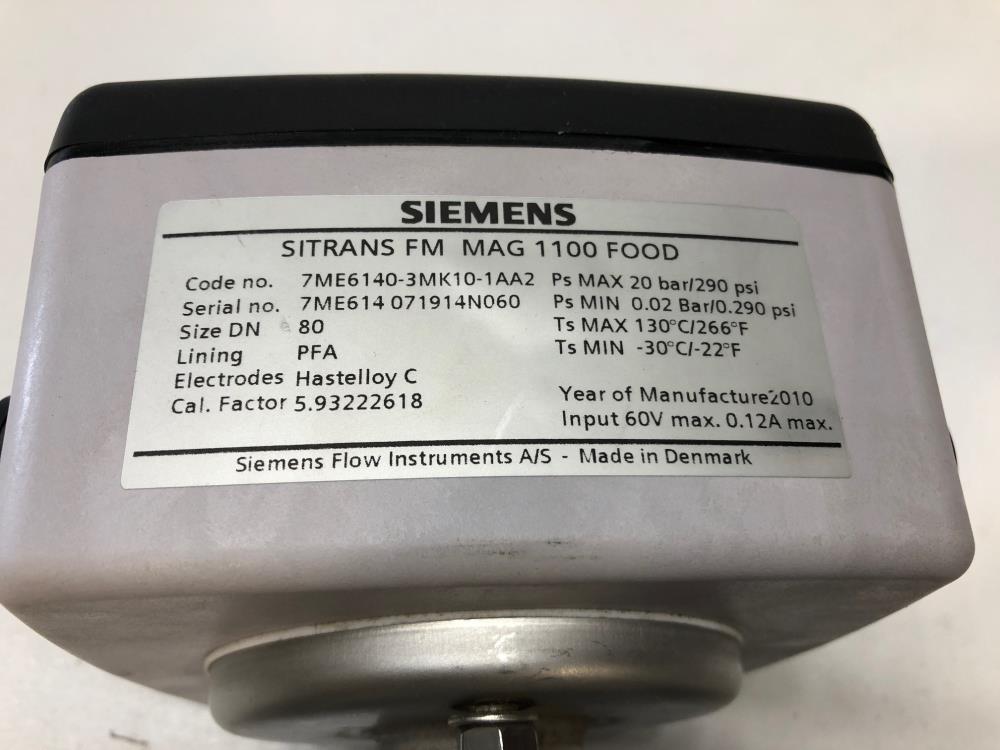 SIEMENS
SITRANS FM MAG 1100 FOOD
Code no. 7ME6140-3MK10-1AA2 Ps MAX 20 bar/290 psi
Serial no. 7ME614 071914N060 Ps MIN 0.02 Bar/0.290 psi
Size DN 80 Ts MAX 130°C/266°F
Lining PFA Ts MIN -30°C/-22°F
Electrodes Hastelloy C Year of Manufacture2010
Cal. Factor 5.93222618 Input 60V max. 0.12A max.
Siemens Flow Instruments A/S - Made in Denmark